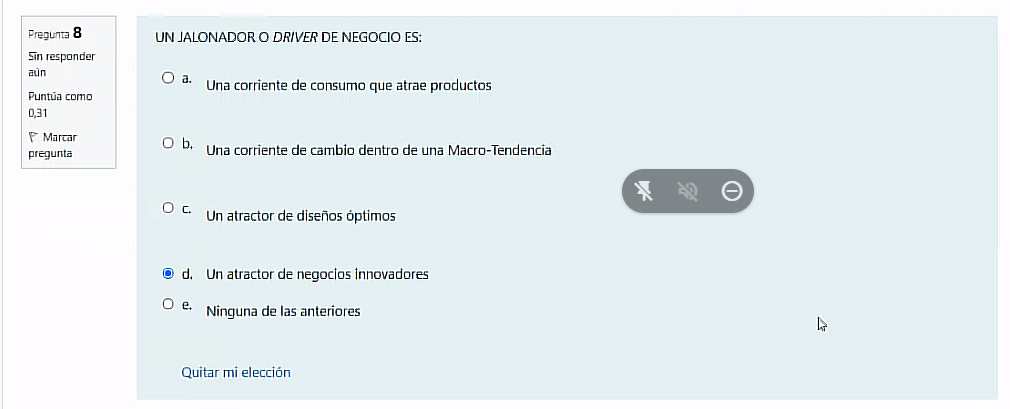 Pregunta 8
Sin responder
aún
Puntúa como
0,31
Marcar
pregunta
UN JALONADOR O DRIVER DE NEGOCIO ES:
a. Una corriente de consumo que atrae productos
b. Una corriente de cambio dentro de una Macro-Tendencia
c. Un atractor de diseños óptimos
d. Un atractor de negocios innovadores
e. Ninguna de las anteriores
Quitar mi elección